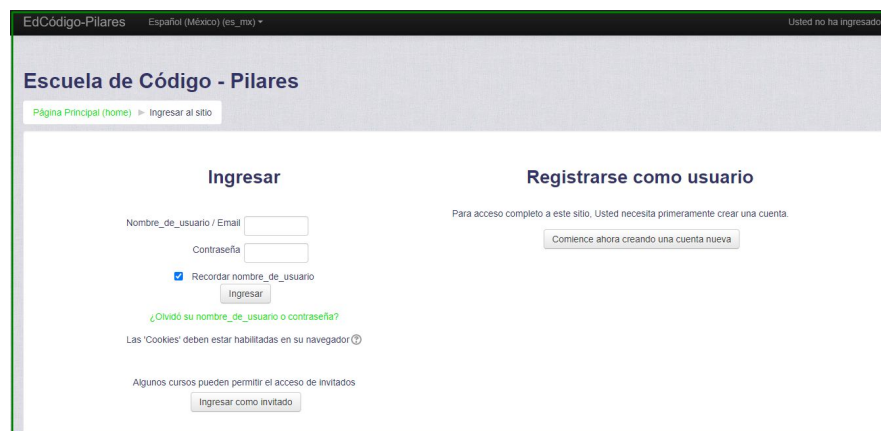 EdCódigo-Pilares Español (México) (es_mx) Usted no ha ingresado
Escuela de Código - Pilares
Página Principal (home) ► Ingresar al sitio
Ingresar
Nombre_de_usuario / Email
Contraseña
Recordar nombre_de_usuario
Ingresar
¿Olvidó su nombre_de_usuario o contraseña?
Las 'Cookies' deben estar habilitadas en su navegador
Algunos cursos pueden permitir el acceso de invitados
Ingresar como invitado
Registrarse como usuario
Para acceso completo a este sitio, Usted necesita primeramente crear una cuenta.
Comience ahora creando una cuenta nueva